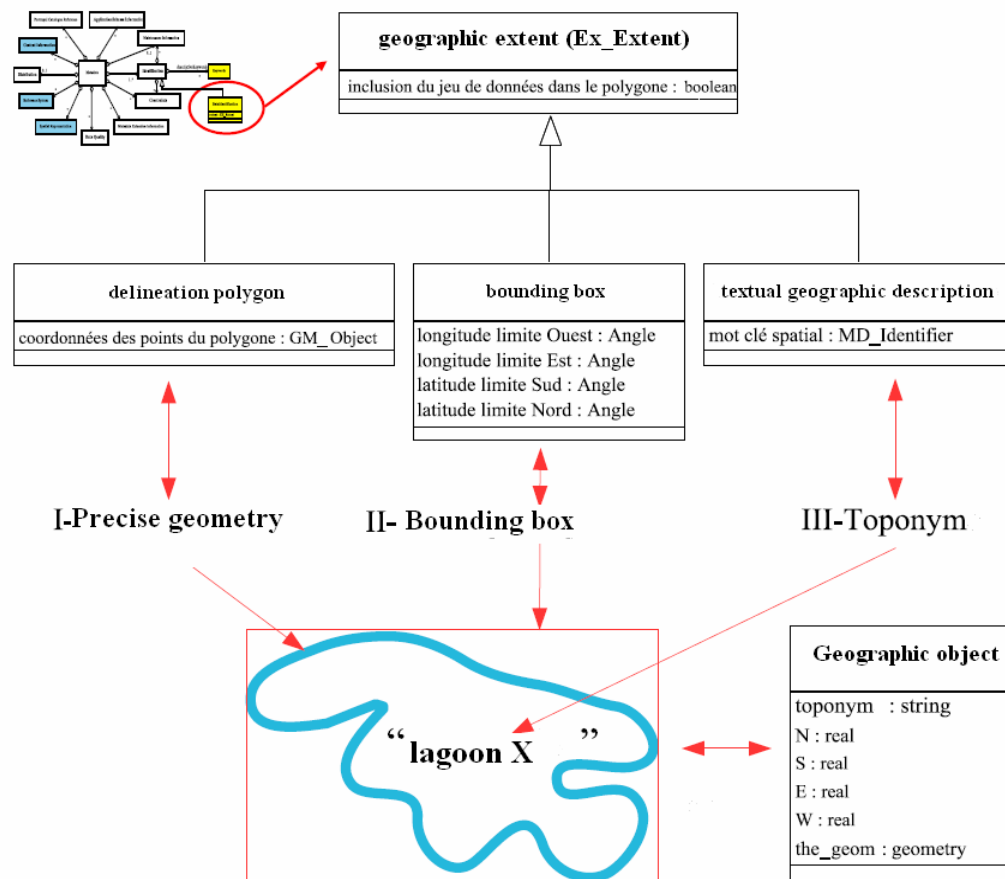 geographic extent (Ex_Extent)
inclusion du jeu de données dans le polygone : boolean
delineation polygon
coordonnées des points du polygone : GM_Object
bounding box
longitude limite Ouest : Angle
longitude limite Est : Angle
latitude limite Sud : Angle
latitude limite Nord : Angle
textual geographic description
mot clé spatial : MD_Identifier
I-Precise geometry
II- Bounding box
III-Toponym
“ lagoon X ”
Geographic object
toponym : string
N : real
S : real
E : real
W : real
the_geom : geometry